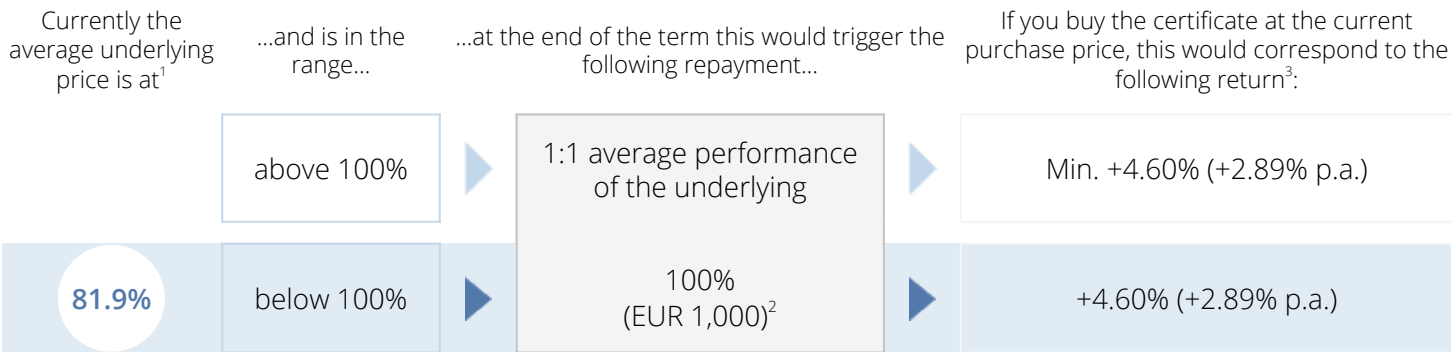 Currently the
average underlying
price is at¹
...and is in the
range...
...at the end of the term this would trigger the
following repayment...
If you buy the certificate at the current
purchase price, this would correspond to the
following return³:
above 100%
1:1 average performance
of the underlying
Min. +4.60% (+2.89% p.a.)
81.9%
below 100%
100%
(EUR 1,000)²
+4.60% (+2.89% p.a.)